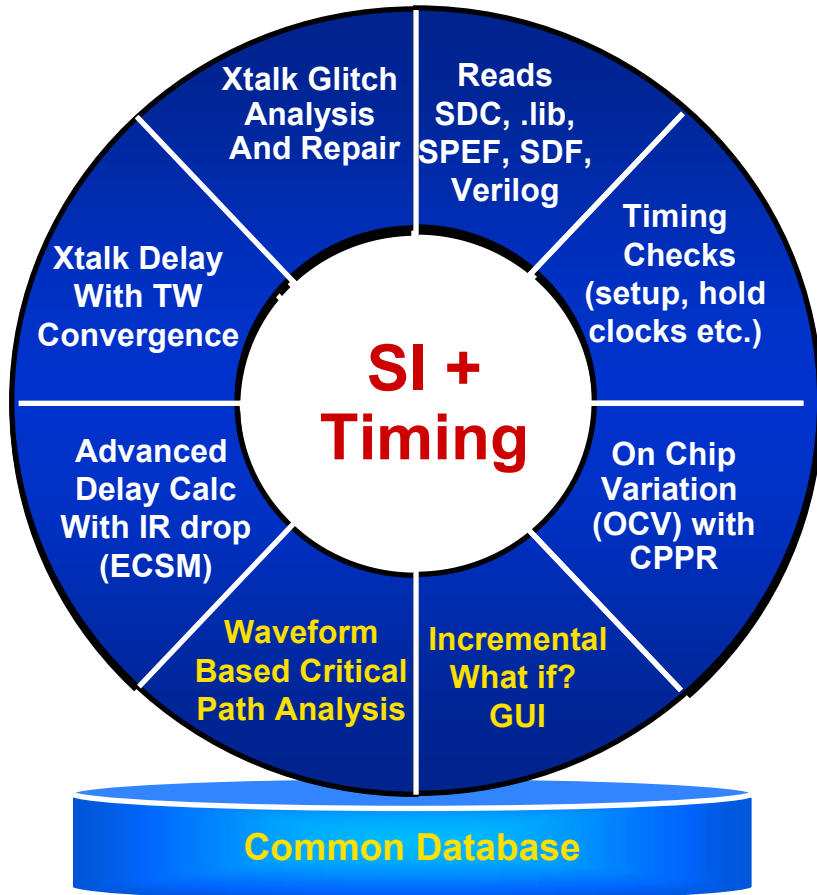 Xtalk Glitch
Analysis
And Repair
Reads
SDC, .lib,
SPEF, SDF,
Verilog
Timing
Checks
(setup, hold
clocks etc.)
On Chip
Variation
(OCV) with
CPPR
Incremental
What if?
GUI
Waveform
Based Critical
Path Analysis
Advanced
Delay Calc
With IR drop
(ECSM)
Xtalk Delay
With TW
Convergence
SI +
Timing
Common Database